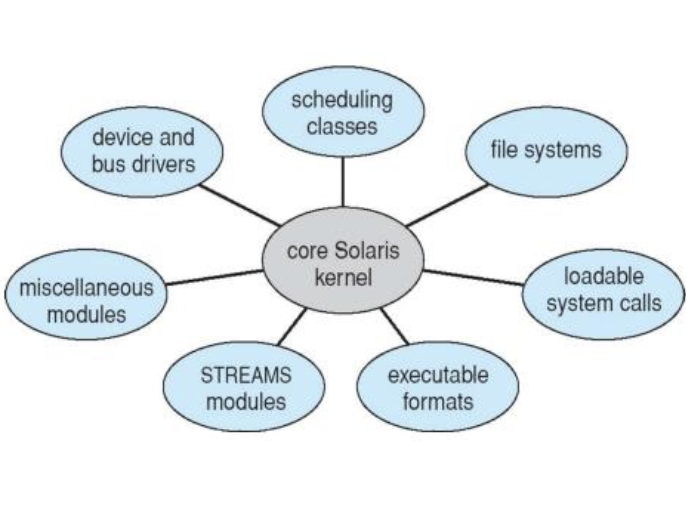 scheduling
classes
device and
bus drivers
file systems
core Solaris
kernel
miscellaneous
modules
loadable
system calls
STREAMS
modules
executable
formats